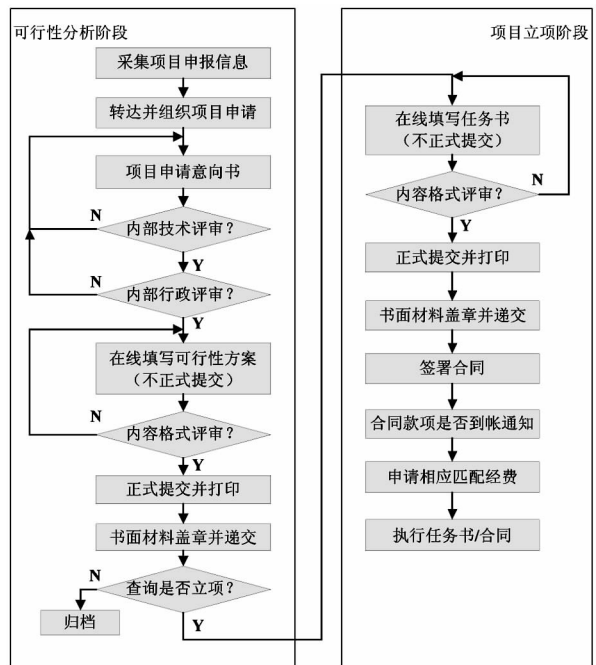 可行性分析阶段
采集项目申报信息
转达并组织项目申请
项目申请意向书
N
内部技术评审?
Y
N
内部行政评审?
Y
在线填写可行性方案
(不正式提交)
N
内容格式评审?
Y
正式提交并打印
书面材料盖章并递交
N
查询是否立项?
归档
Y
项目立项阶段
在线填写任务书
(不正式提交)
N
内容格式评审?
Y
正式提交并打印
书面材料盖章并递交
签署合同
合同款项是否到帐通知
申请相应匹配经费
执行任务书/合同